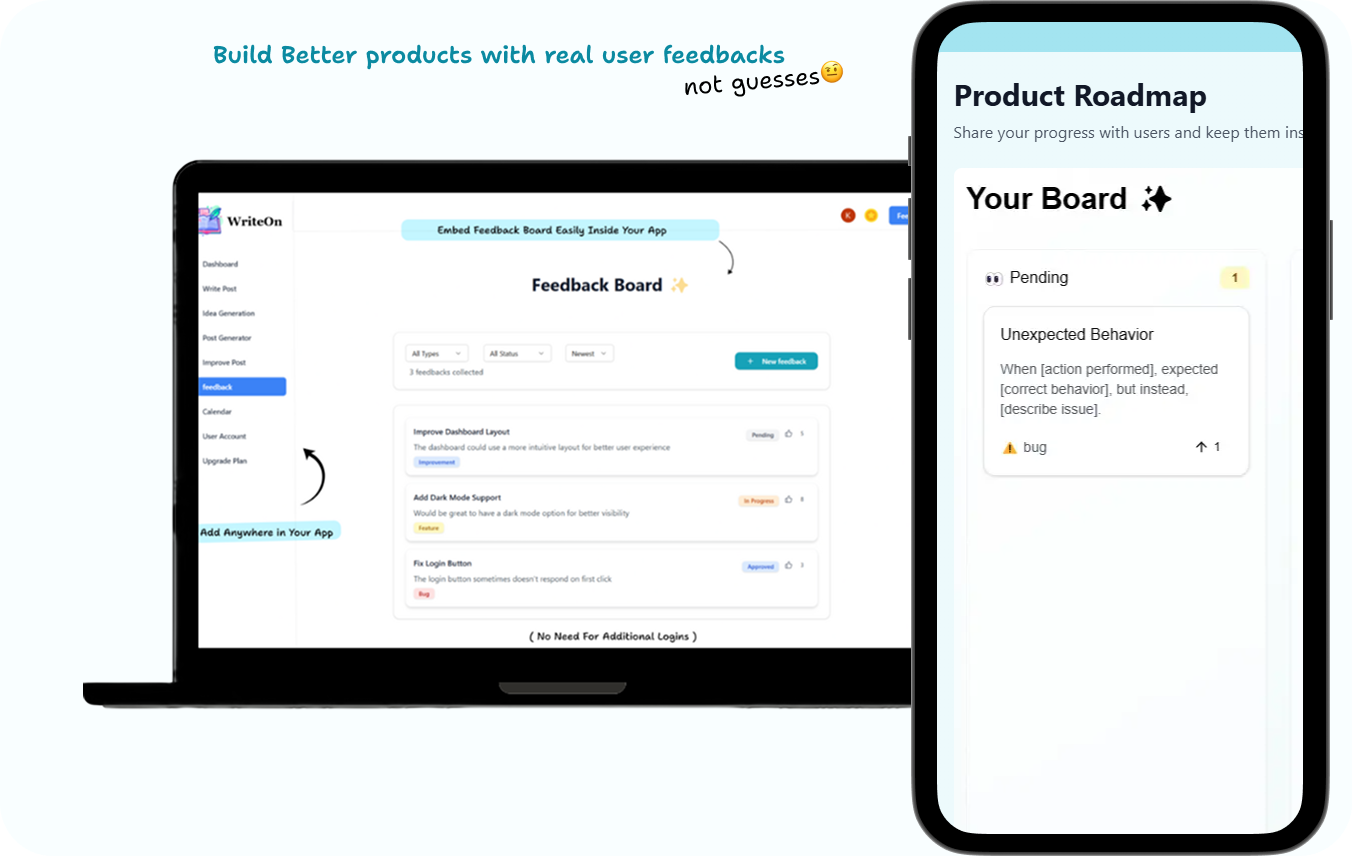 Build Better products with real user feedbacks
not guesses
WriteOn
Dashboard
Write Post
Idea Generation
Post Generator
Improve Post
feedback
Calendar
User Account
Upgrade Plan
Add Anywhere in Your App
Embed Feedback Board Easily Inside Your App
K
Feedback Board
All Types
All Status
Newest
3 feedbacks collected
+ New feedback
Improve Dashboard Layout
Pending
5
The dashboard could use a more intuitive layout for better user experience
Improvement
Add Dark Mode Support
In Progress
8
Would be great to have a dark mode option for better visibility
Feature
Fix Login Button
Approved
3
The login button sometimes doesn't respond on first click
Bug
( No Need For Additional Logins )
Product Roadmap
Share your progress with users and keep them ins
Your Board
Pending
1
Unexpected Behavior
When [action performed], expected
[correct behavior], but instead,
[describe issue].
bug
1